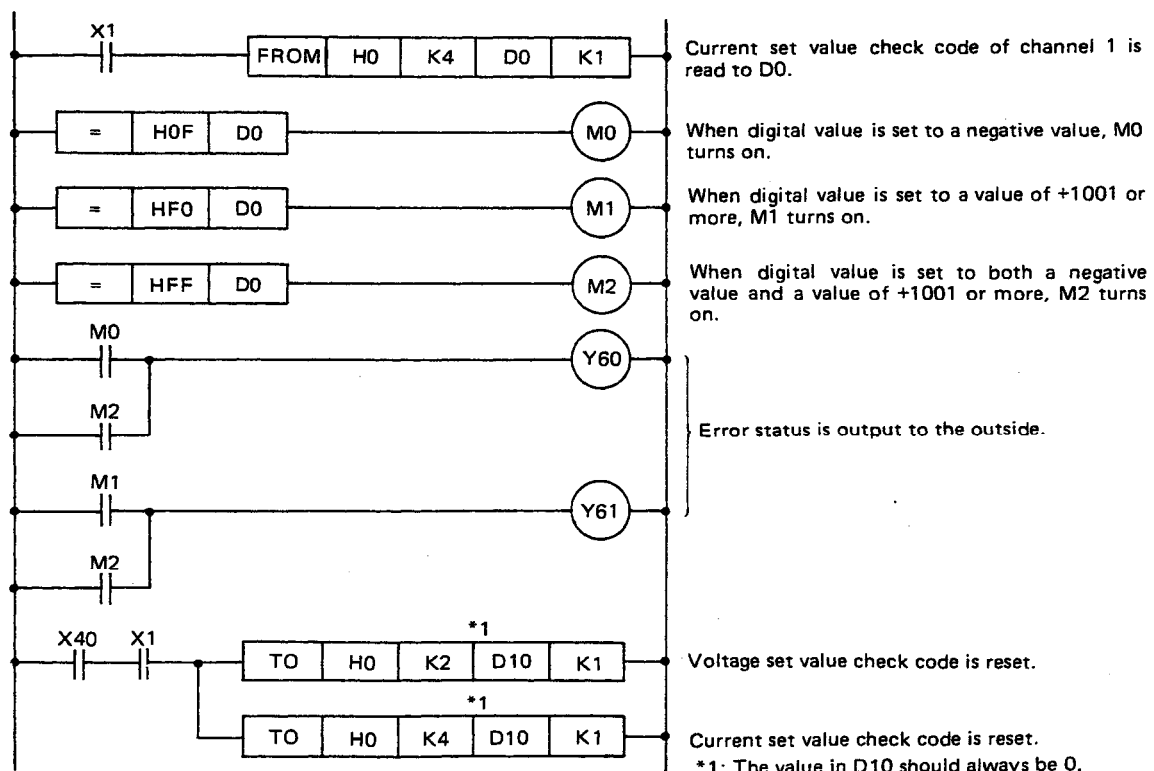 X1
FROM H0 K4 D0 K1
Current set value check code of channel 1 is
read to D0.
= H0F D0
M0
When digital value is set to a negative value, M0
turns on.
= HF0 D0
M1
When digital value is set to a value of +1001 or
more, M1 turns on.
= HFF D0
M2
When digital value is set to both a negative
value and a value of +1001 or more, M2 turns
on.
M0
Y60
M2
Error status is output to the outside.
M1
Y61
M2
X40 X1
*1
TO H0 K2 D10 K1
Voltage set value check code is reset.
*1
TO H0 K4 D10 K1
Current set value check code is reset.
*1: The value in D10 should always be 0.